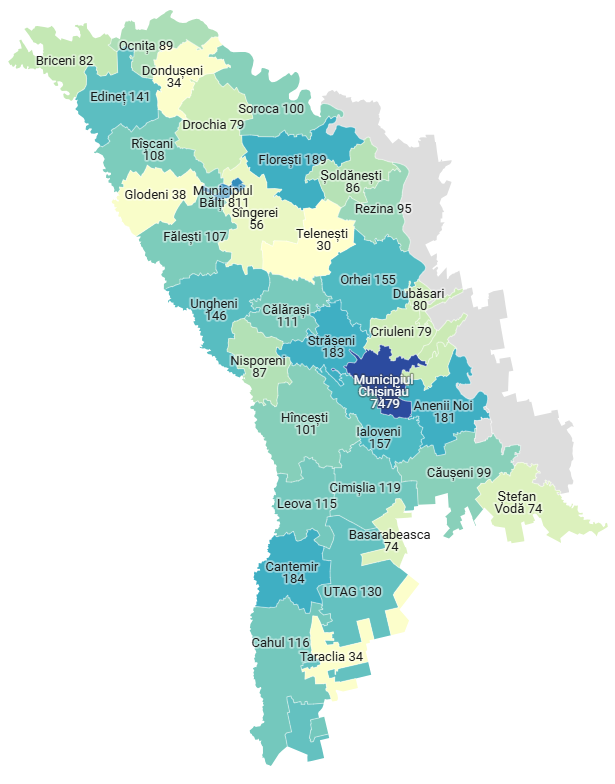 Ocnița 89
Briceni 82
Dondușeni
34
Edineț 141
Soroca 100
Drochia 79
Rîșcani
108
Florești 189
Șoldănești
86
Glodeni 38
Municipiul
Bălți 811
Rezina 95
Sîngerei
56
Telenești
30
Fălești 107
Orhei 155
Dubăsari
80
Ungheni
146
Călărași
111
Criuleni 79
Strășeni
183
Nisporeni
87
Municipiul
Chișinău
7479
Anenii Noi
181
Hîncești
101
Ialoveni
157
Căușeni 99
Cimișlia 119
Leova 115
Ștefan
Vodă 74
Basarabeasca
74
Cantemir
184
UTAG 130
Cahul 116
Taraclia 34